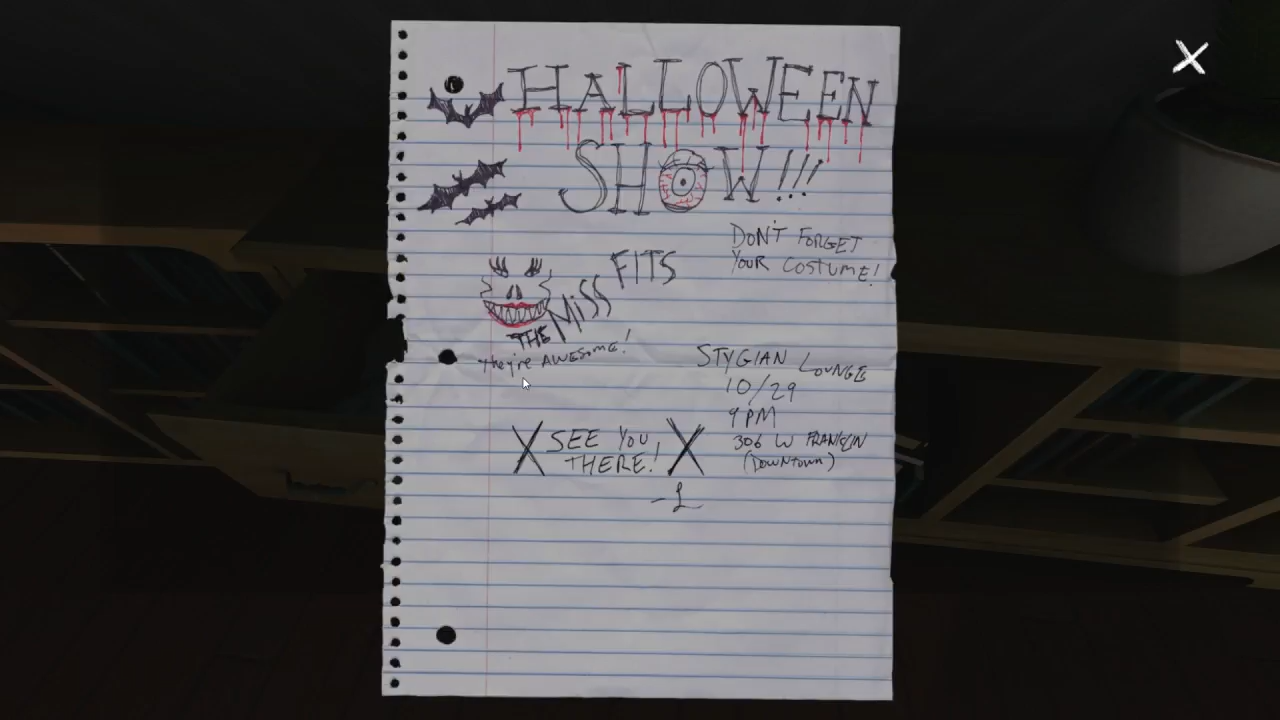 HALLOWEEN
SHOW!!!
DON'T FORGET
YOUR COSTUME!
THE MISS FITS
They're AWESOME!
STYGIAN LOUNGE
10/29
9PM
306 W FRANKLIN
(DOWNTOWN)
X SEE YOU X
THERE!
-L